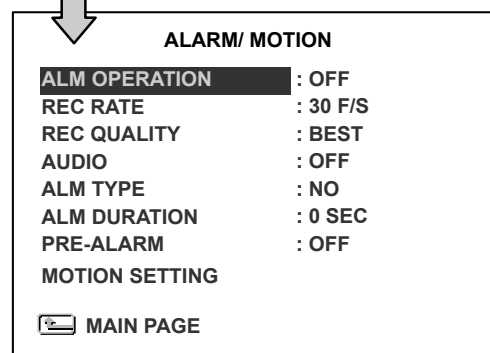 ALARM/ MOTION
ALM OPERATION : OFF
REC RATE : 30 F/S
REC QUALITY : BEST
AUDIO : OFF
ALM TYPE : NO
ALM DURATION : 0 SEC
PRE-ALARM : OFF
MOTION SETTING
MAIN PAGE